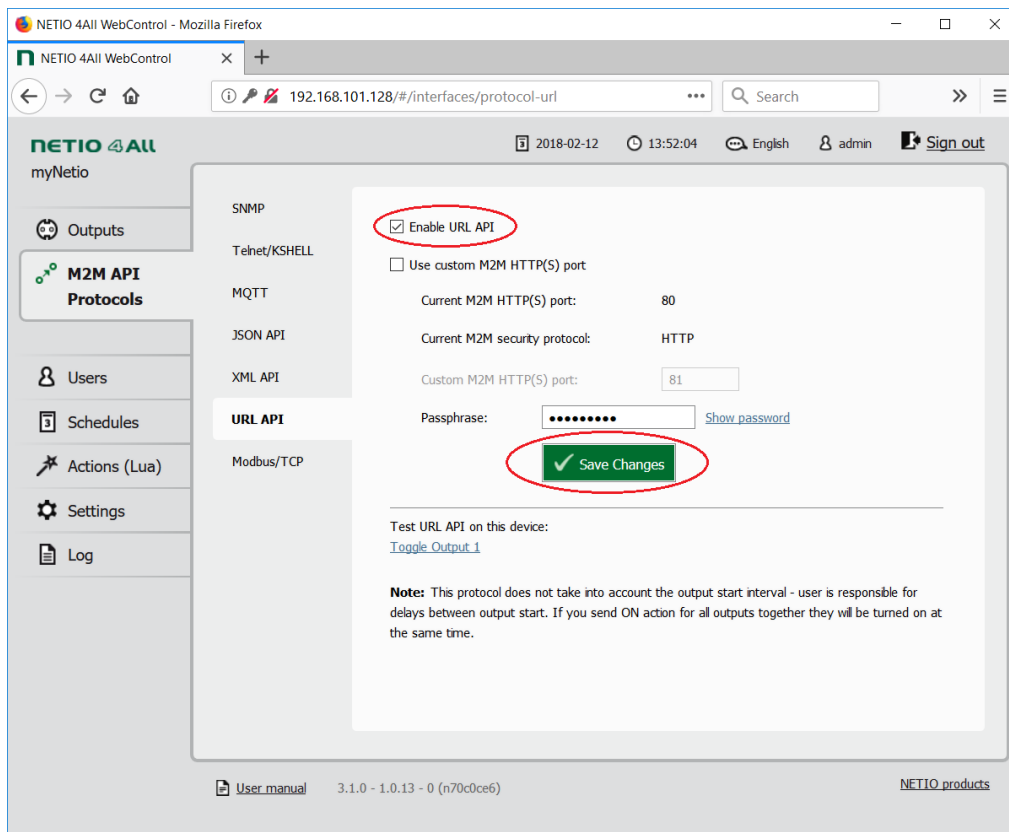 NETIO 4All WebControl - Mozilla Firefox
NETIO 4All WebControl
192.168.101.128/#/interfaces/protocol-url
Search
NETIO 4All
myNetio
2018-02-12
13:52:04
English
admin
Sign out
Outputs
M2M API
Protocols
Users
Schedules
Actions (Lua)
Settings
Log
SNMP
Telnet/KSHELL
MQTT
JSON API
XML API
URL API
Modbus/TCP
Enable URL API
Use custom M2M HTTP(S) port
Current M2M HTTP(S) port: 80
Current M2M security protocol: HTTP
Custom M2M HTTP(S) port: 81
Passphrase: ●●●●●●●●● Show password
Save Changes
Test URL API on this device:
Toggle Output 1
Note: This protocol does not take into account the output start interval - user is responsible for
delays between output start. If you send ON action for all outputs together they will be turned on at
the same time.
User manual
3.1.0 - 1.0.13 - 0 (n70c0ce6)
NETIO products